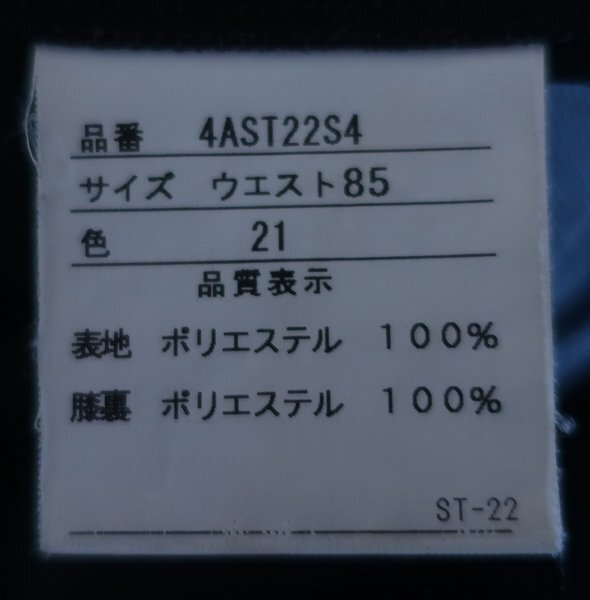 品番 4AST22S4
サイズ ウエスト85
色 21
品質表示
表地 ポリエステル 100%
膝裏 ポリエステル 100%
ST-22